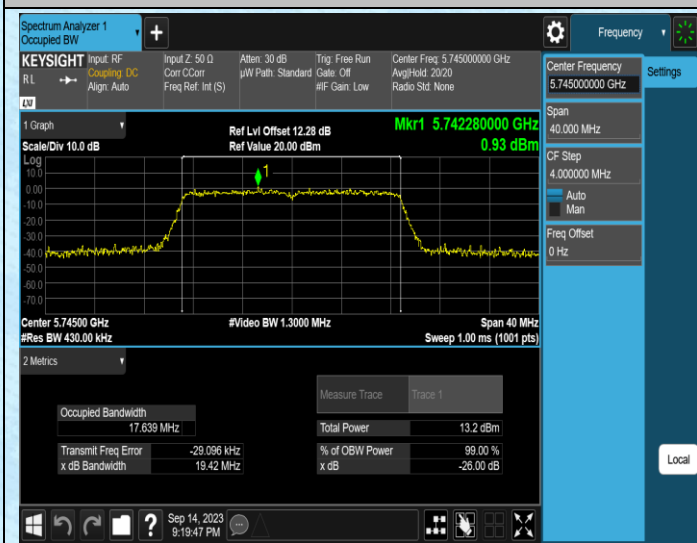 Spectrum Analyzer 1
Occupied BW
+
Frequency
KEYSIGHT
RL
LXI
Input: RF
Coupling: DC
Align: Auto
Input Z: 50 Ω
Corr CCorr
Freq Ref: Int (S)
Atten: 30 dB
µW Path: Standard
Trig: Free Run
Gate: Off
#IF Gain: Low
Center Freq: 5.745000000 GHz
Avg|Hold: 20/20
Radio Std: None
1 Graph
Scale/Div 10.0 dB
Ref Lvl Offset 12.28 dB
Ref Value 20.00 dBm
Mkr1 5.742280000 GHz
0.93 dBm
Log
10.0
0.00
-10.0
-20.0
-30.0
-40.0
-50.0
-60.0
-70.0
1
Center 5.74500 GHz
#Res BW 430.00 kHz
#Video BW 1.3000 MHz
Span 40 MHz
Sweep 1.00 ms (1001 pts)
2 Metrics
Measure Trace Trace 1
Occupied Bandwidth
17.639 MHz
Total Power 13.2 dBm
Transmit Freq Error -29.096 kHz
% of OBW Power 99.00 %
x dB Bandwidth 19.42 MHz
x dB -26.00 dB
Center Frequency
5.745000000 GHz
Settings
Span
40.000 MHz
CF Step
4.000000 MHz
Auto
Man
Freq Offset
0 Hz
Local
?
Sep 14, 2023
9:19:47 PM